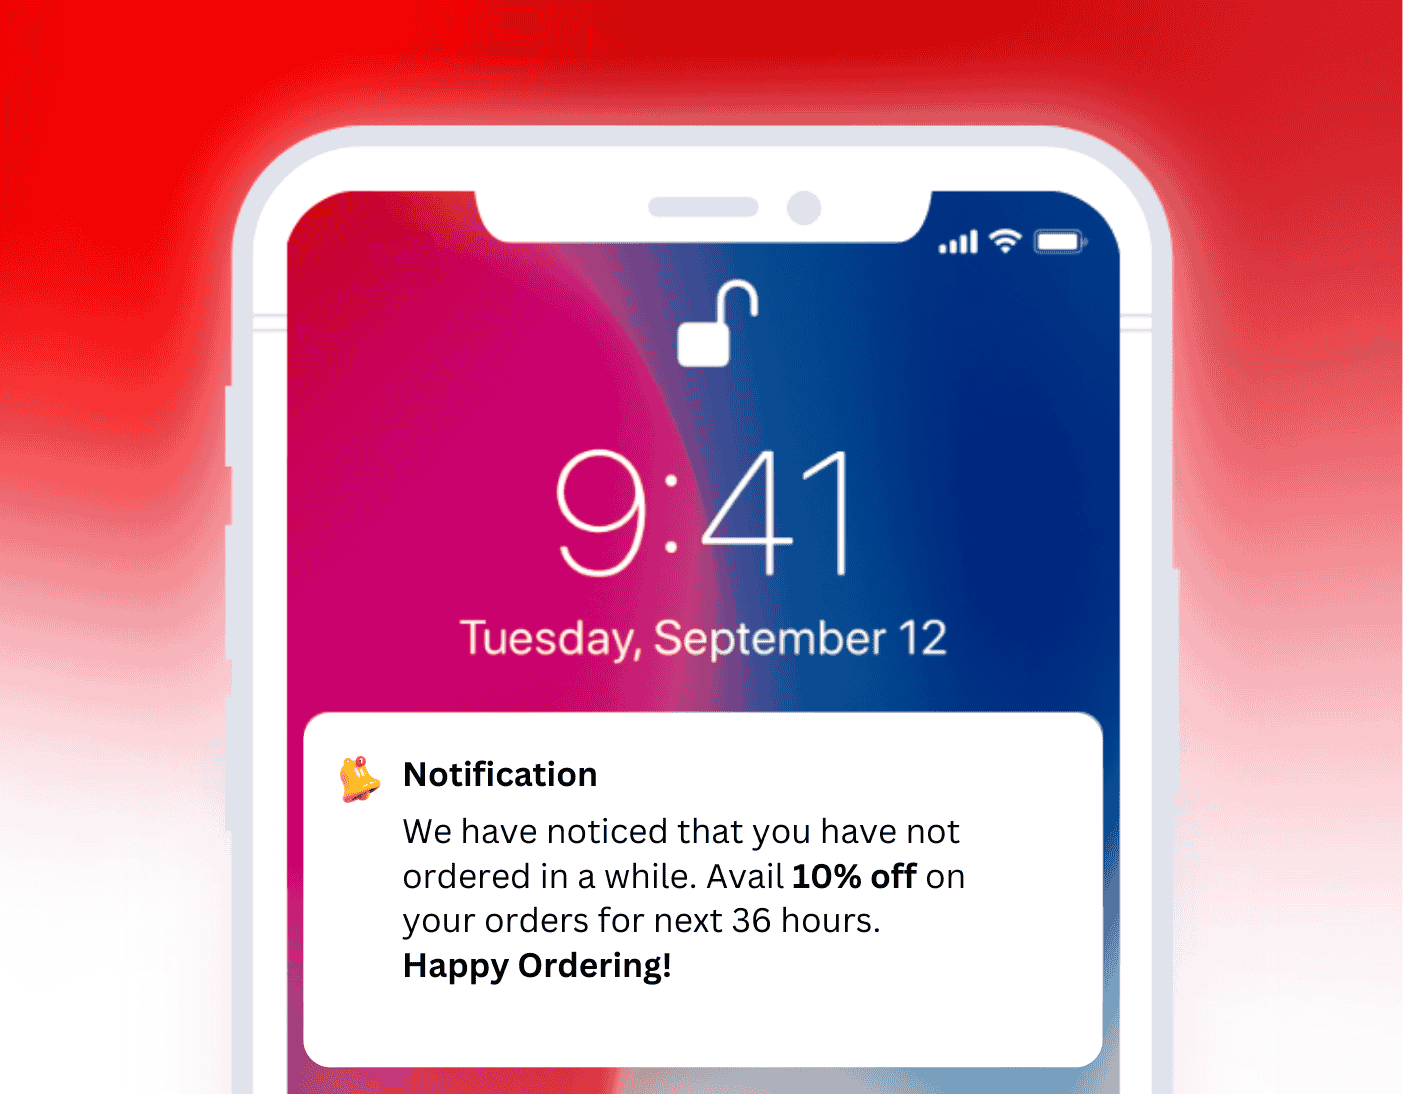 9:41
Tuesday, September 12
Notification
We have noticed that you have not
ordered in a while. Avail 10% off on
your orders for next 36 hours.
Happy Ordering!